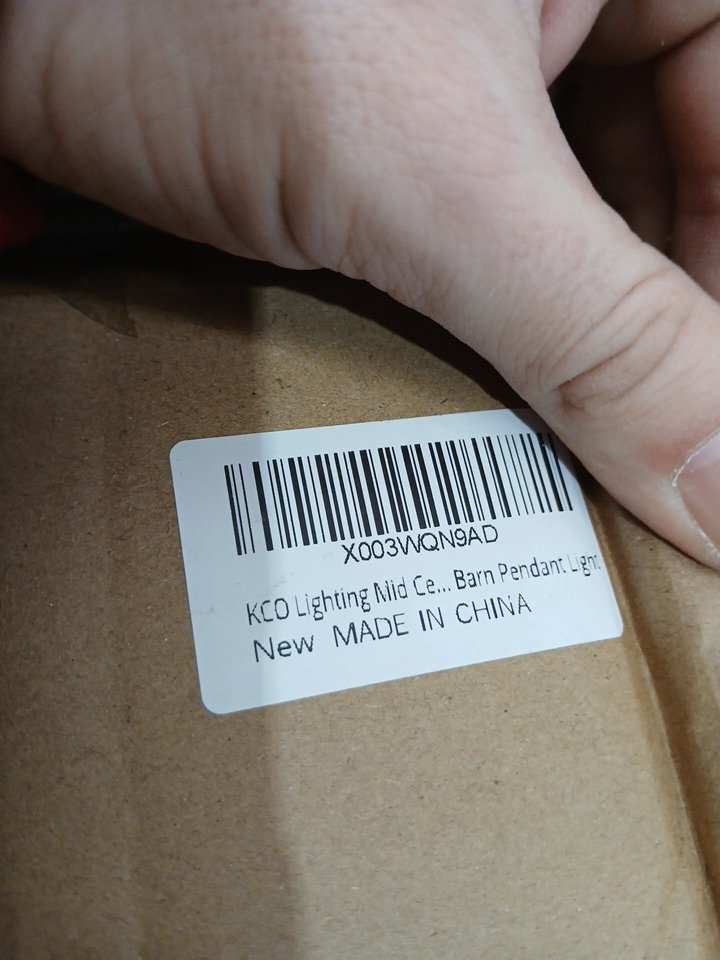 X003WQN9AD
KCO Lighting Mid Ce... Barn Pendant Light
New MADE IN CHINA